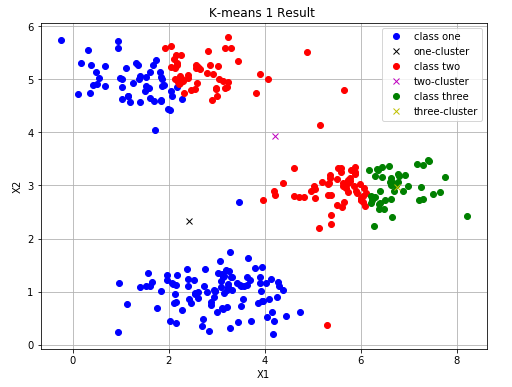 K-means 1 Result
class one
one-cluster
class two
two-cluster
class three
three-cluster
6
5
4
3
2
1
0
X2
0
2
4
6
8
X1